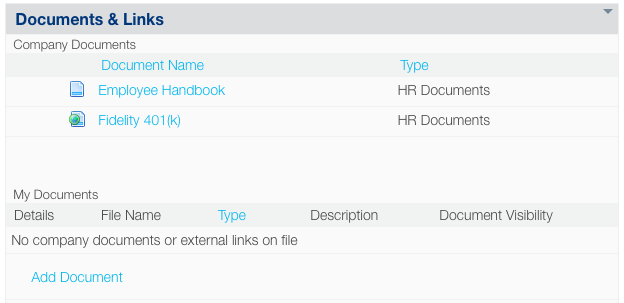 Documents & Links
Company Documents
Document Name Type
Employee Handbook HR Documents
Fidelity 401(k) HR Documents
My Documents
Details File Name Type Description Document Visibility
No company documents or external links on file
Add Document